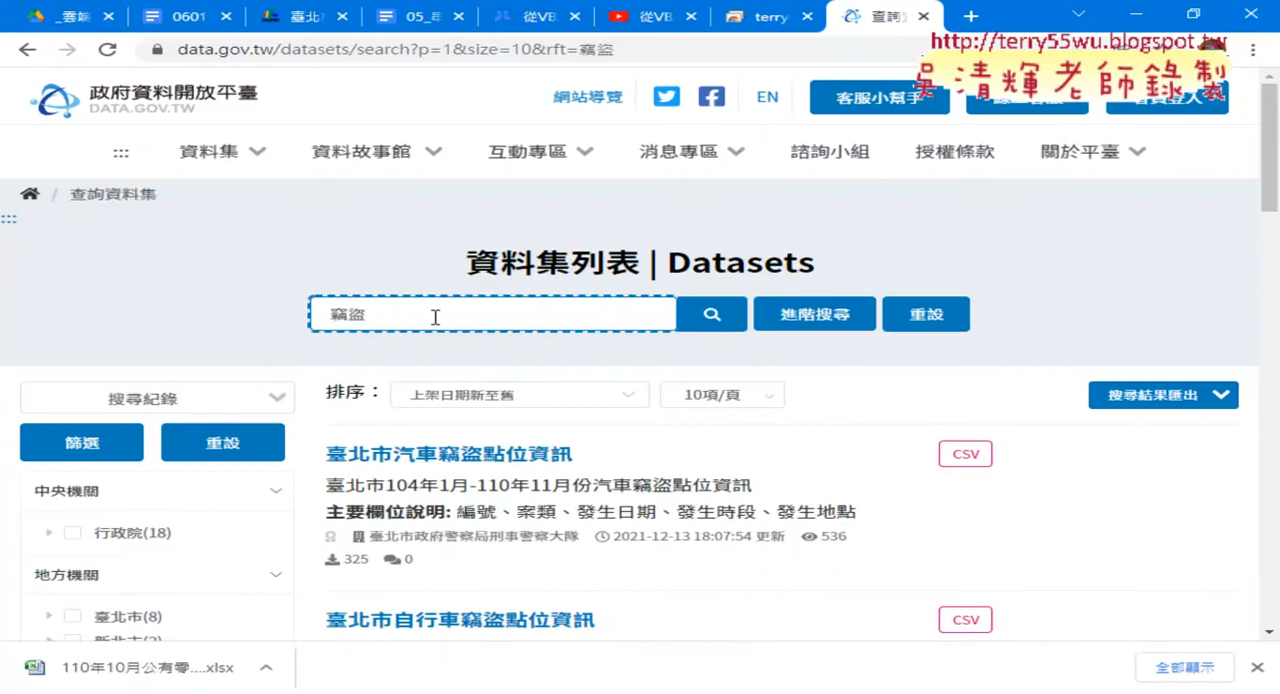 _雲端
0601
臺北
05_
從VB
從VB
terry
查詢
data.gov.tw/datasets/search?p=1&size=10&rft=竊盜
http://terry55wu.blogspot.tw
吳清輝老師錄製
政府資料開放平臺
DATA.GOV.TW
網站導覽
EN
客服小幫手
資料集
資料故事館
互動專區
消息專區
諮詢小組
授權條款
關於平臺
查詢資料集
資料集列表 | Datasets
竊盜
進階搜尋
重設
搜尋紀錄
排序：
上架日期新至舊
10項/頁
搜尋結果匯出
篩選
重設
臺北市汽車竊盜點位資訊
CSV
臺北市104年1月-110年11月份汽車竊盜點位資訊
中央機關
主要欄位說明: 編號、案類、發生日期、發生時段、發生地點
行政院(18)
臺北市政府警察局刑事警察大隊 2021-12-13 18:07:54 更新 536
325 0
地方機關
臺北市(8)
臺北市自行車竊盜點位資訊
CSV
110年10月公有零....xlsx
全部顯示